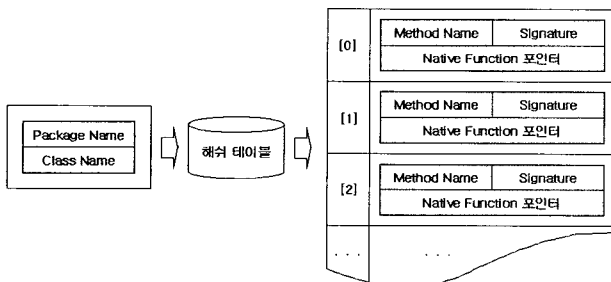 Package Name
Class Name
해쉬 테이블
[0]
Method Name Signature
Native Function 포인터
[1]
Method Name Signature
Native Function 포인터
[2]
Method Name Signature
Native Function 포인터
. . . . . .